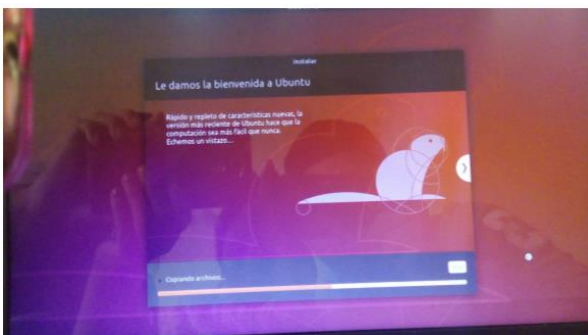 Instalar
Le damos la bienvenida a Ubuntu
Rápido y repleto de características nuevas, la
versión más reciente de Ubuntu hace que la
computación sea más fácil que nunca.
Echemos un vistazo...
Copiando archivos...